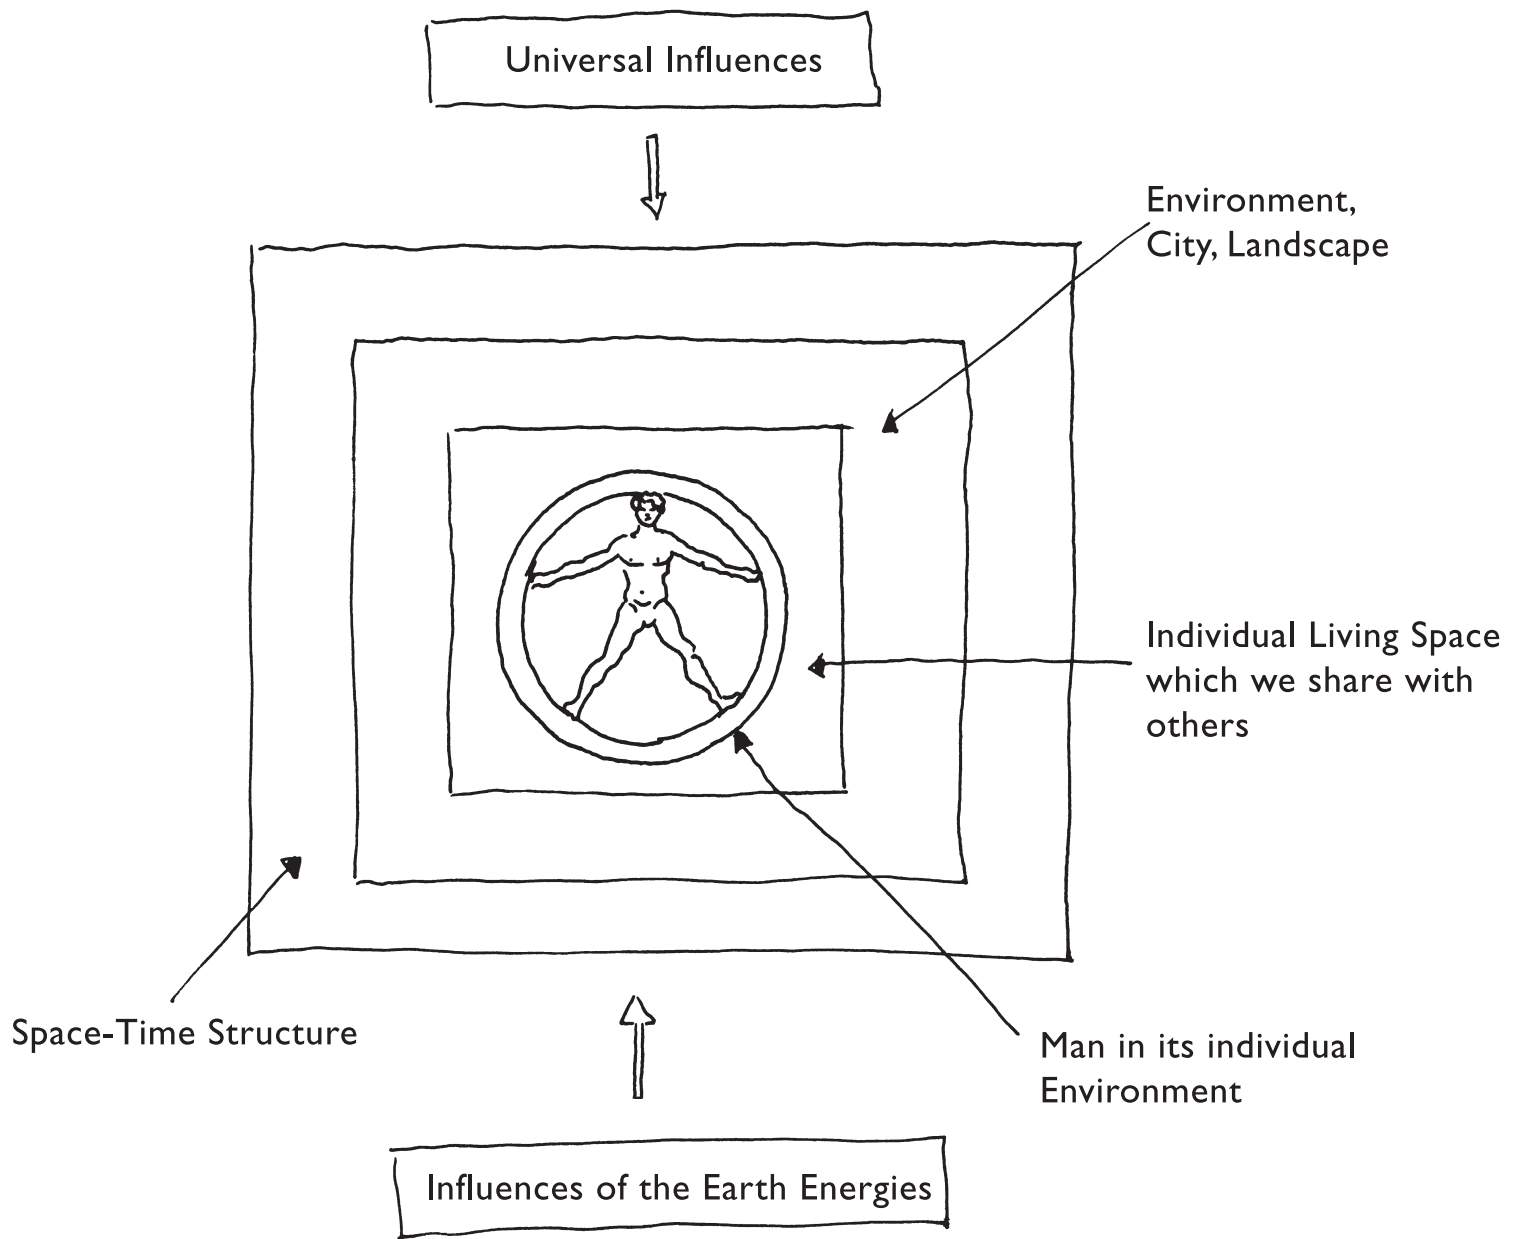 Universal Influences
Environment,
City, Landscape
Individual Living Space
which we share with
others
Space-Time Structure
Man in its individual
Environment
Influences of the Earth Energies